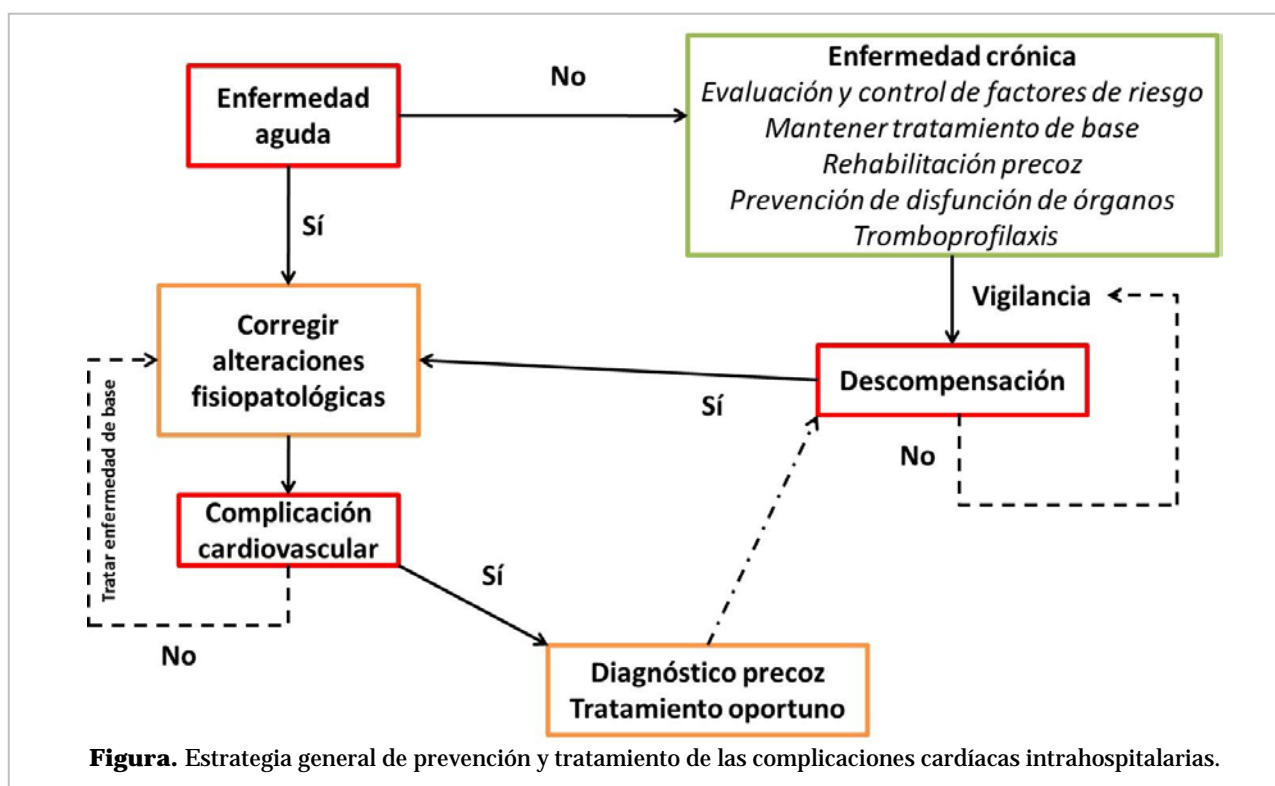 Enfermedad
aguda
No
Enfermedad crónica
Evaluación y control de factores de riesgo
Mantener tratamiento de base
Rehabilitación precoz
Prevención de disfunción de órganos
Tromboprofilaxis
Sí
Vigilancia
Corregir
alteraciones
fisiopatológicas
Descompensación
Sí
No
Tratar enfermedad de base
Complicación
cardiovascular
Sí
No
Diagnóstico precoz
Tratamiento oportuno
Figura. Estrategia general de prevención y tratamiento de las complicaciones cardíacas intrahospitalarias.